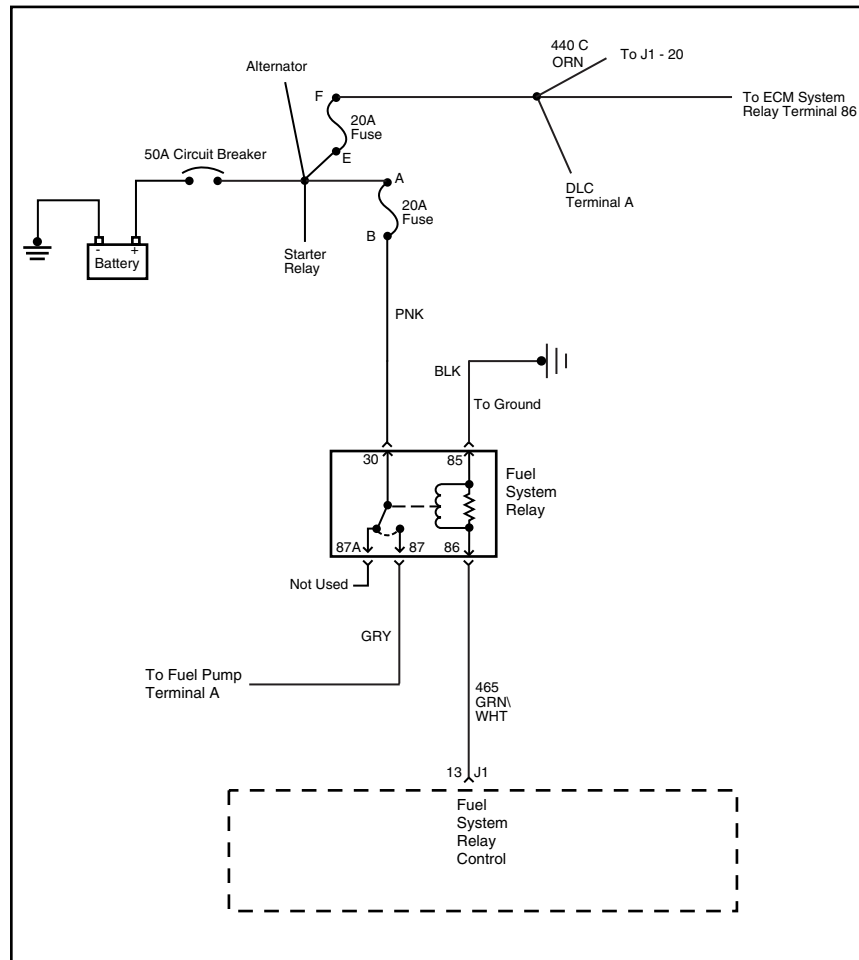 440 C
ORN
To J1 - 20
Alternator
F
To ECM System
Relay Terminal 86
20A
Fuse
50A Circuit Breaker
E
A
DLC
Terminal A
20A
Fuse
B
- +
Battery
Starter
Relay
PNK
BLK
To Ground
30
85
Fuel
System
Relay
87A
87
86
Not Used
GRY
To Fuel Pump
Terminal A
465
GRN\
WHT
13
J1
Fuel
System
Relay
Control